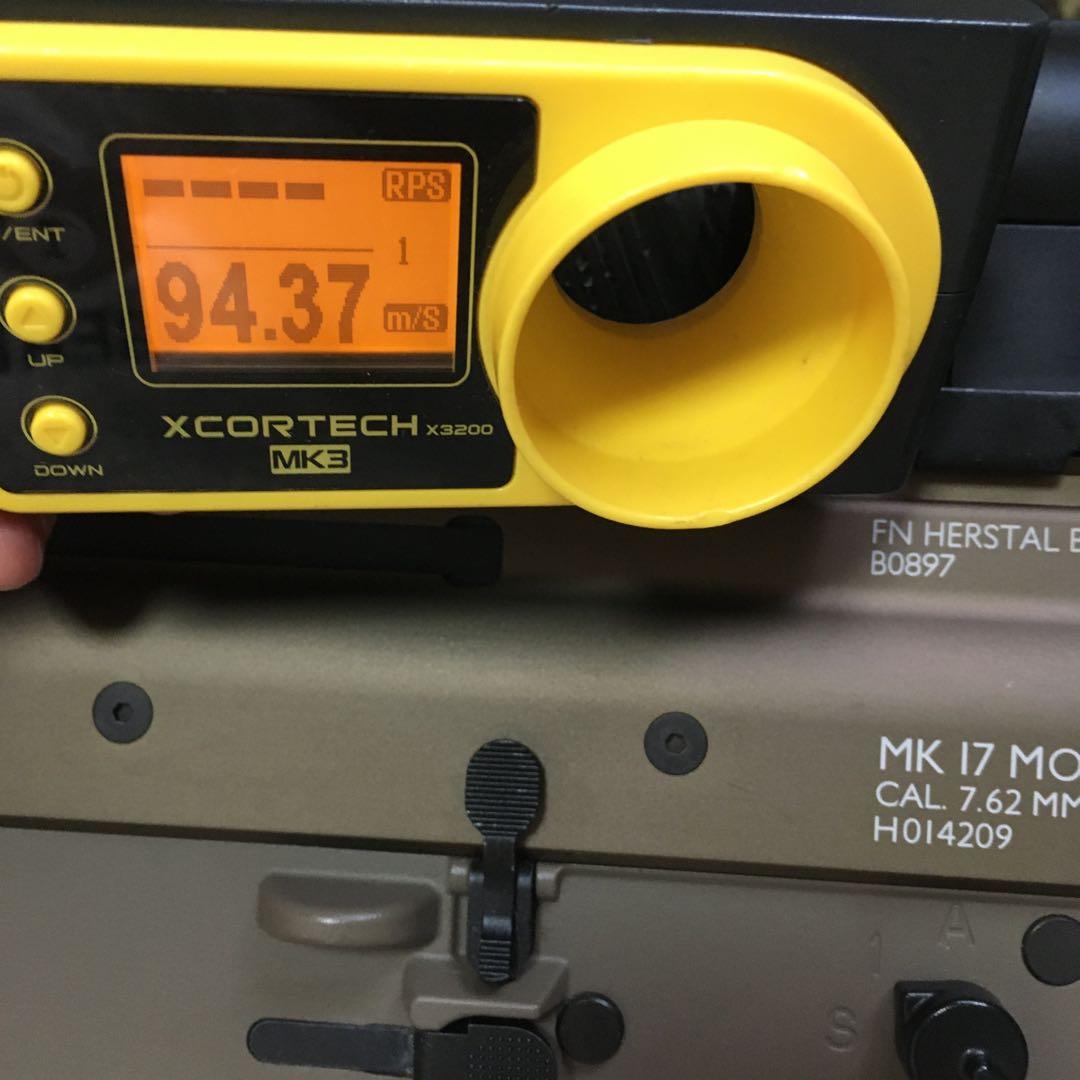 ---- RPS
1
94.37 m/S
/ENT
UP
DOWN
XCORTECH X3200
MK3
FN HERSTAL
B0897
MK 17
CAL. 7.62 MM
H014209
A
1
S